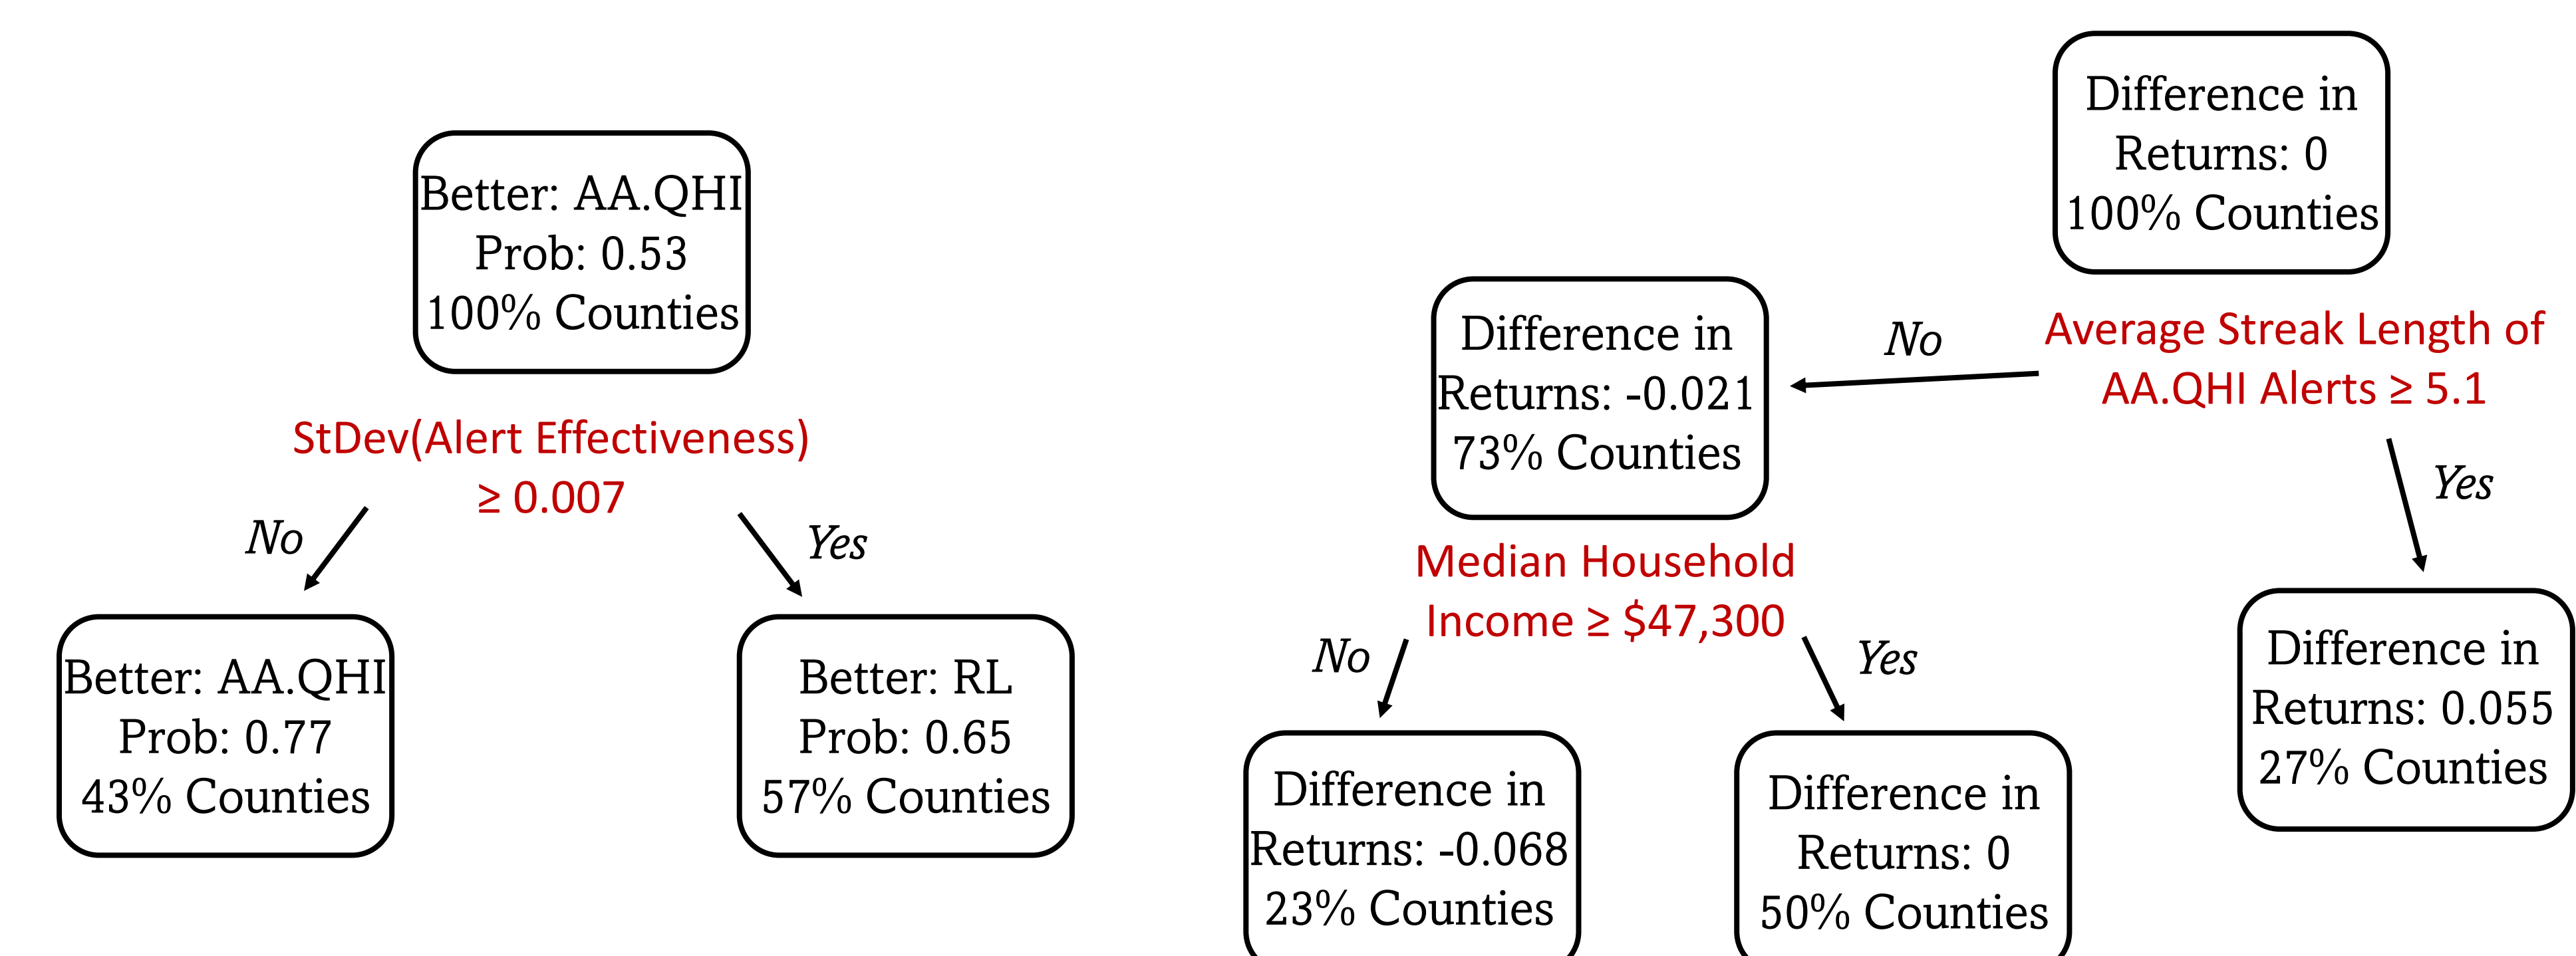 Better: AA.QHI
Prob: 0.53
100% Counties
StDev(Alert Effectiveness)
≥ 0.007
No
Yes
Better: AA.QHI
Prob: 0.77
43% Counties
Better: RL
Prob: 0.65
57% Counties
Difference in
Returns: 0
100% Counties
Average Streak Length of
AA.QHI Alerts ≥ 5.1
No
Yes
Difference in
Returns: -0.021
73% Counties
Median Household
Income ≥ $47,300
No
Yes
Difference in
Returns: -0.068
23% Counties
Difference in
Returns: 0
50% Counties
Difference in
Returns: 0.055
27% Counties